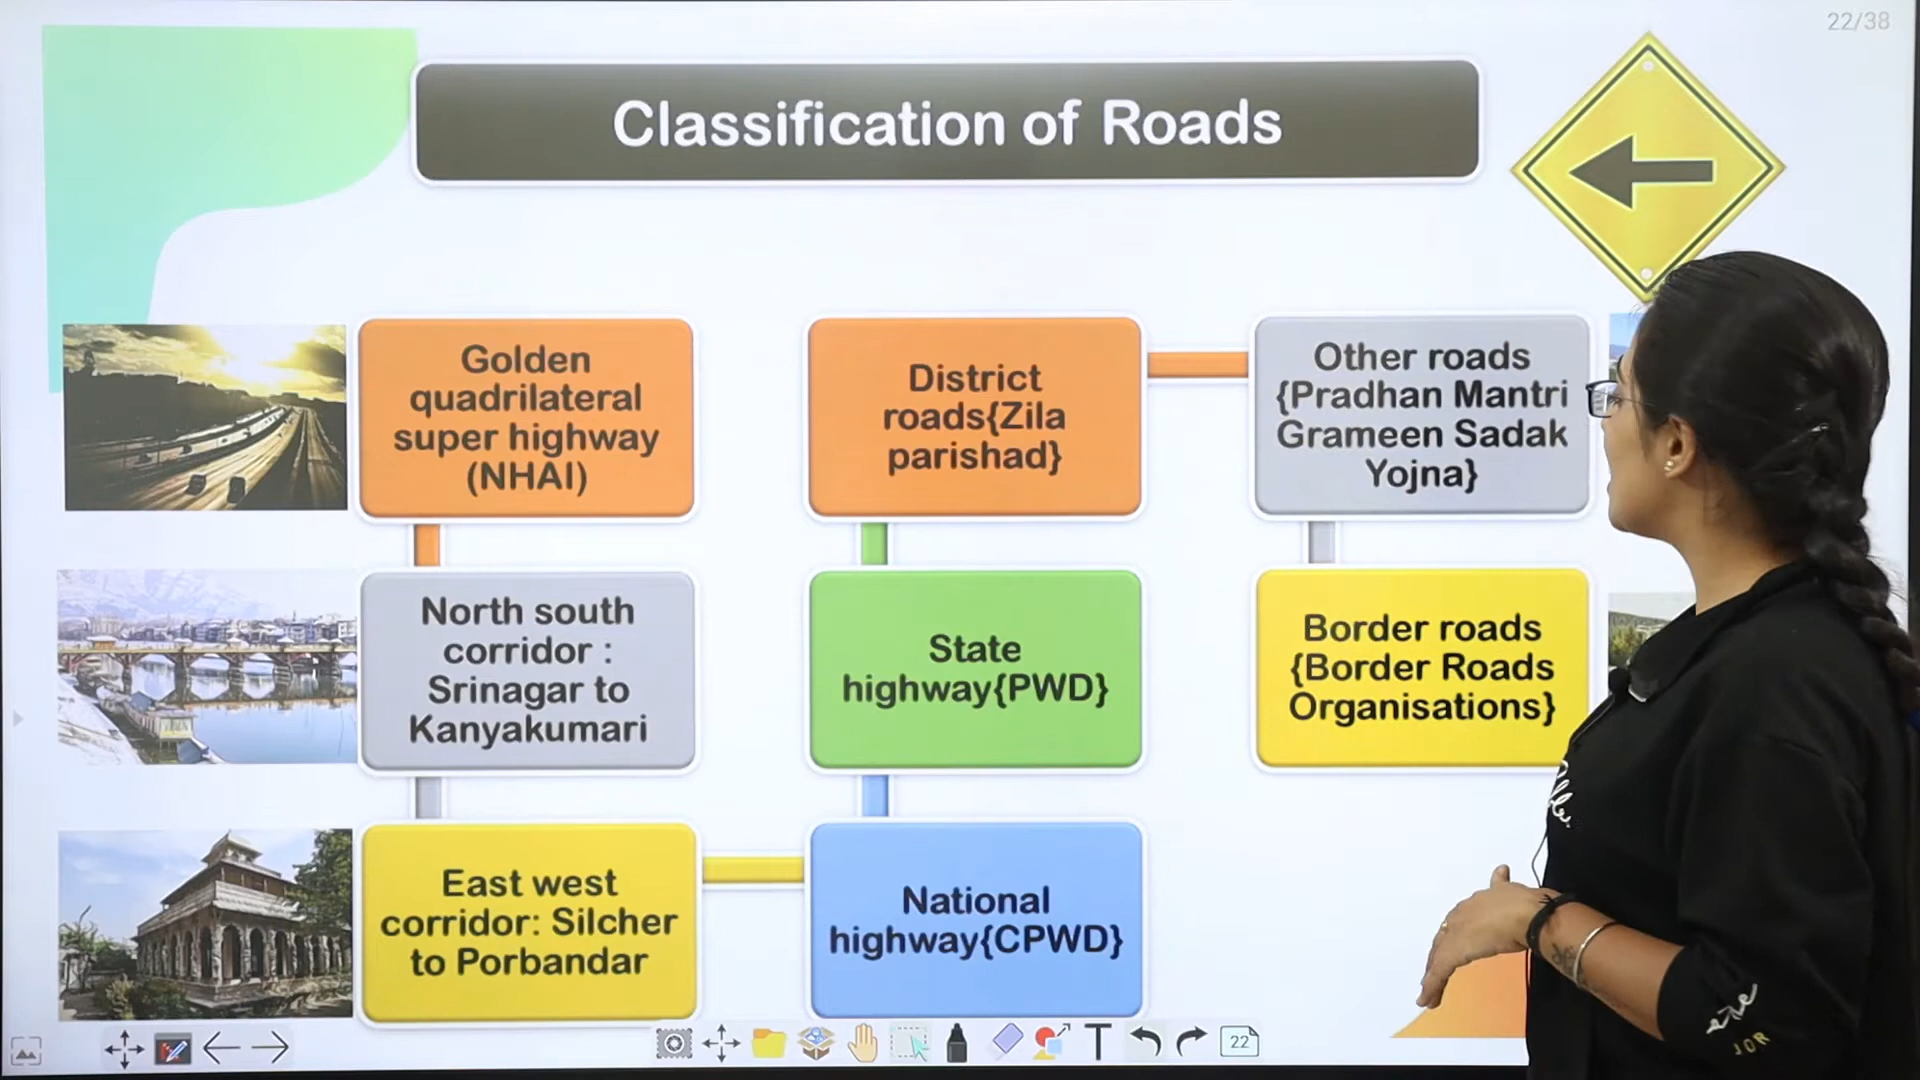 22/38
Classification of Roads
Golden
quadrilateral
super highway
(NHAI)
North south
corridor :
Srinagar to
Kanyakumari
East west
corridor: Silcher
to Porbandar
National
highway{CPWD}
State
highway{PWD}
District
roads{Zila
parishad}
Other roads
{Pradhan Mantri
Grameen Sadak
Yojna}
Border roads
{Border Roads
Organisations}
T
22